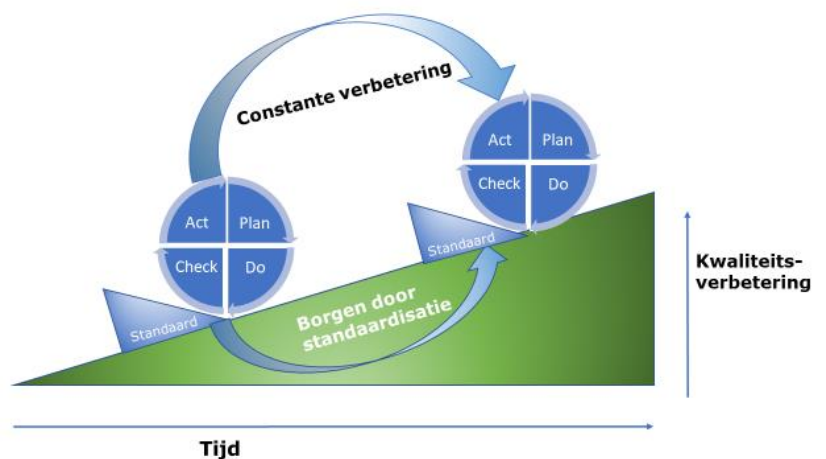 Constante verbetering
Act Plan
Check Do
Standaard
Act Plan
Check Do
Standaard
Borgen door
standaardisatie
Kwaliteits-
verbetering
Tijd